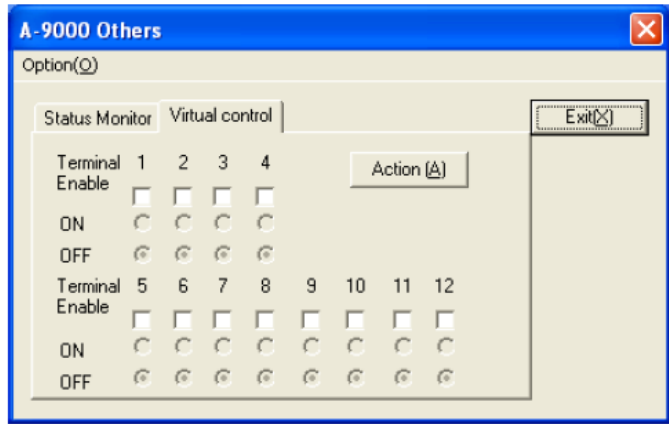 A-9000 Others
Option(O)
Status Monitor Virtual control Exit(X)
Terminal 1 2 3 4 Action (A)
Enable
ON
OFF
Terminal 5 6 7 8 9 10 11 12
Enable
ON
OFF